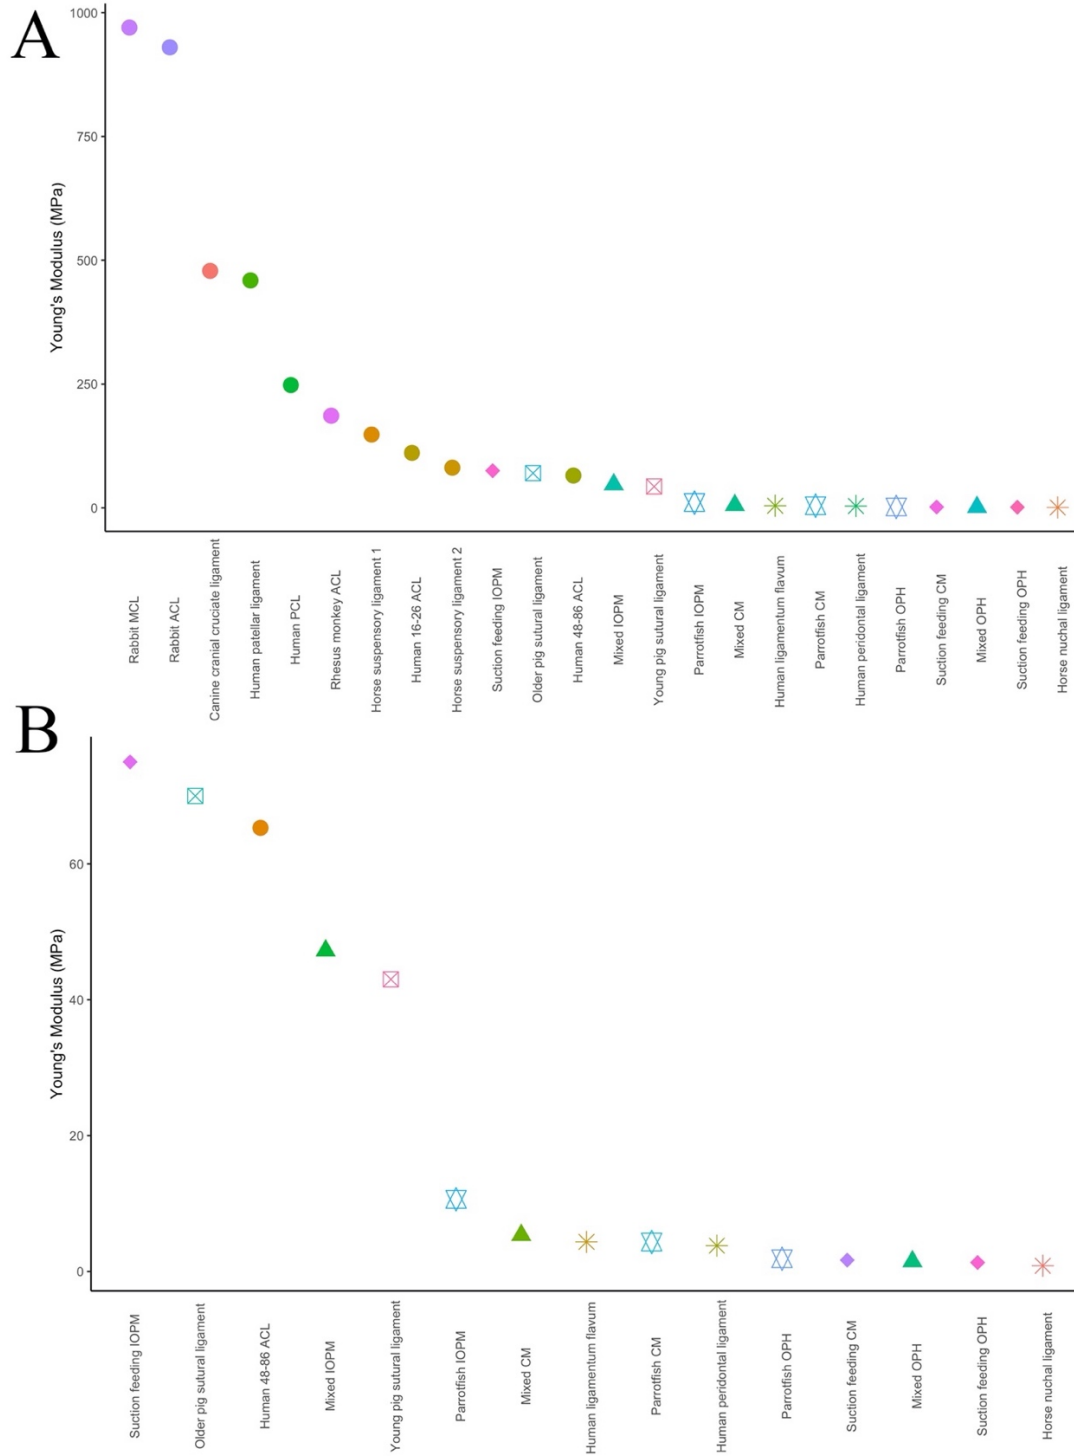 A
1000
750
500
250
0
Young's Modulus (MPa)
Rabbit MCL
Rabbit ACL
Canine cranial cruciate ligament
Human patellar ligament
Human PCL
Rhesus monkey ACL
Horse suspensory ligament 1
Human 16-26 ACL
Horse suspensory ligament 2
Suction feeding IOPM
Older pig sutural ligament
Human 48-86 ACL
Mixed IOPM
Young pig sutural ligament
Parrotfish IOPM
Mixed CM
Human ligamentum flavum
Parrotfish CM
Human peridontal ligament
Parrotfish OPH
Suction feeding CM
Mixed OPH
Suction feeding OPH
Horse nuchal ligament
B
60
40
20
0
Young's Modulus (MPa)
Suction feeding IOPM
Older pig sutural ligament
Human 48-86 ACL
Mixed IOPM
Young pig sutural ligament
Parrotfish IOPM
Mixed CM
Human ligamentum flavum
Parrotfish CM
Human peridontal ligament
Parrotfish OPH
Suction feeding CM
Mixed OPH
Suction feeding OPH
Horse nuchal ligament